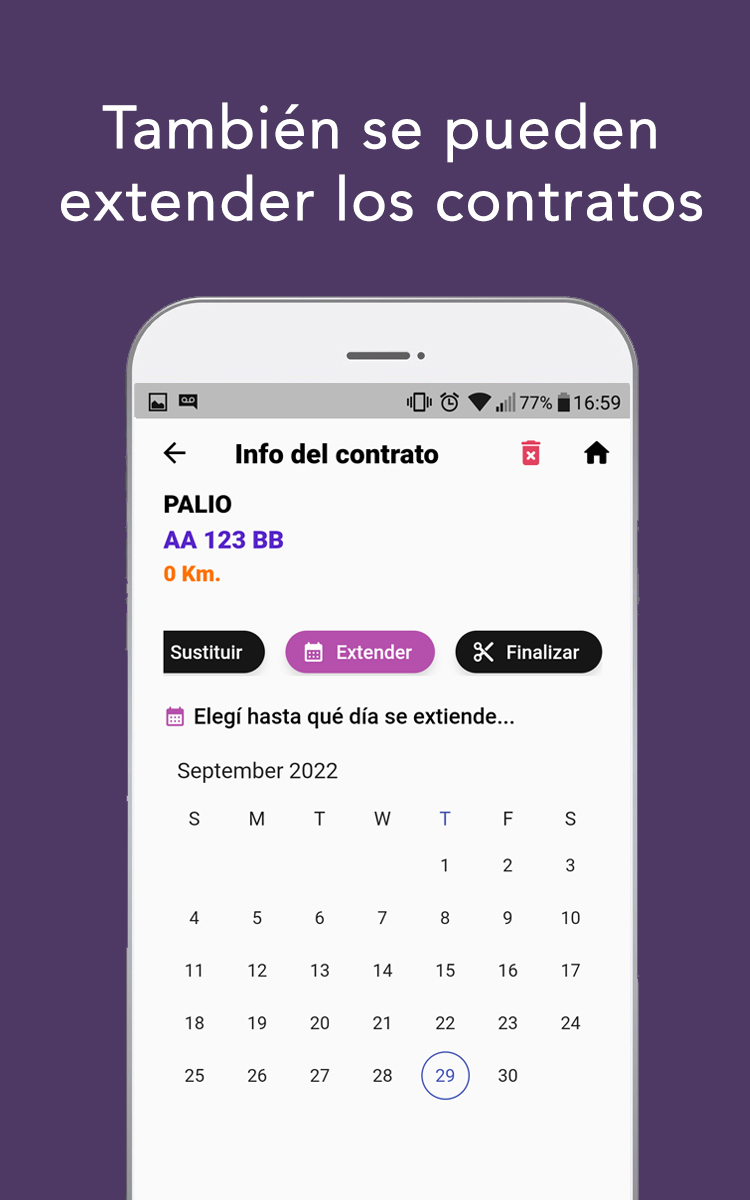 También se pueden
extender los contratos
77% 16:59
Info del contrato
PALIO
AA 123 BB
0 Km.
Sustituir Extender Finalizar
Elegí hasta qué día se extiende...
September 2022
S M T W T F S
1 2 3
4 5 6 7 8 9 10
11 12 13 14 15 16 17
18 19 20 21 22 23 24
25 26 27 28 29 30